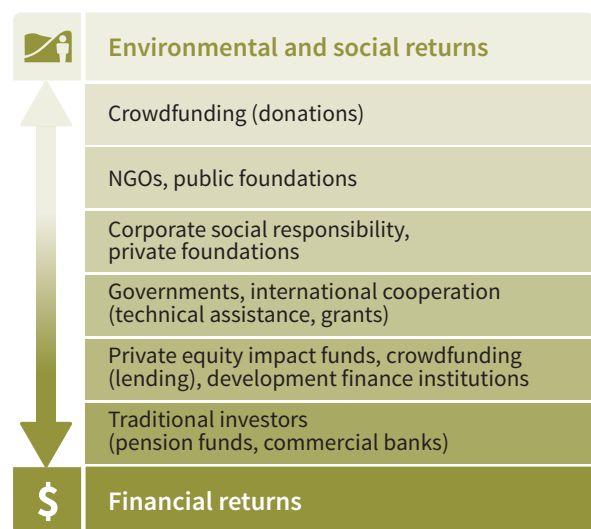 Environmental and social returns
Crowdfunding (donations)
NGOs, public foundations
Corporate social responsibility,
private foundations
Governments, international cooperation
(technical assistance, grants)
Private equity impact funds, crowdfunding
(lending), development finance institutions
Traditional investors
(pension funds, commercial banks)
$ Financial returns